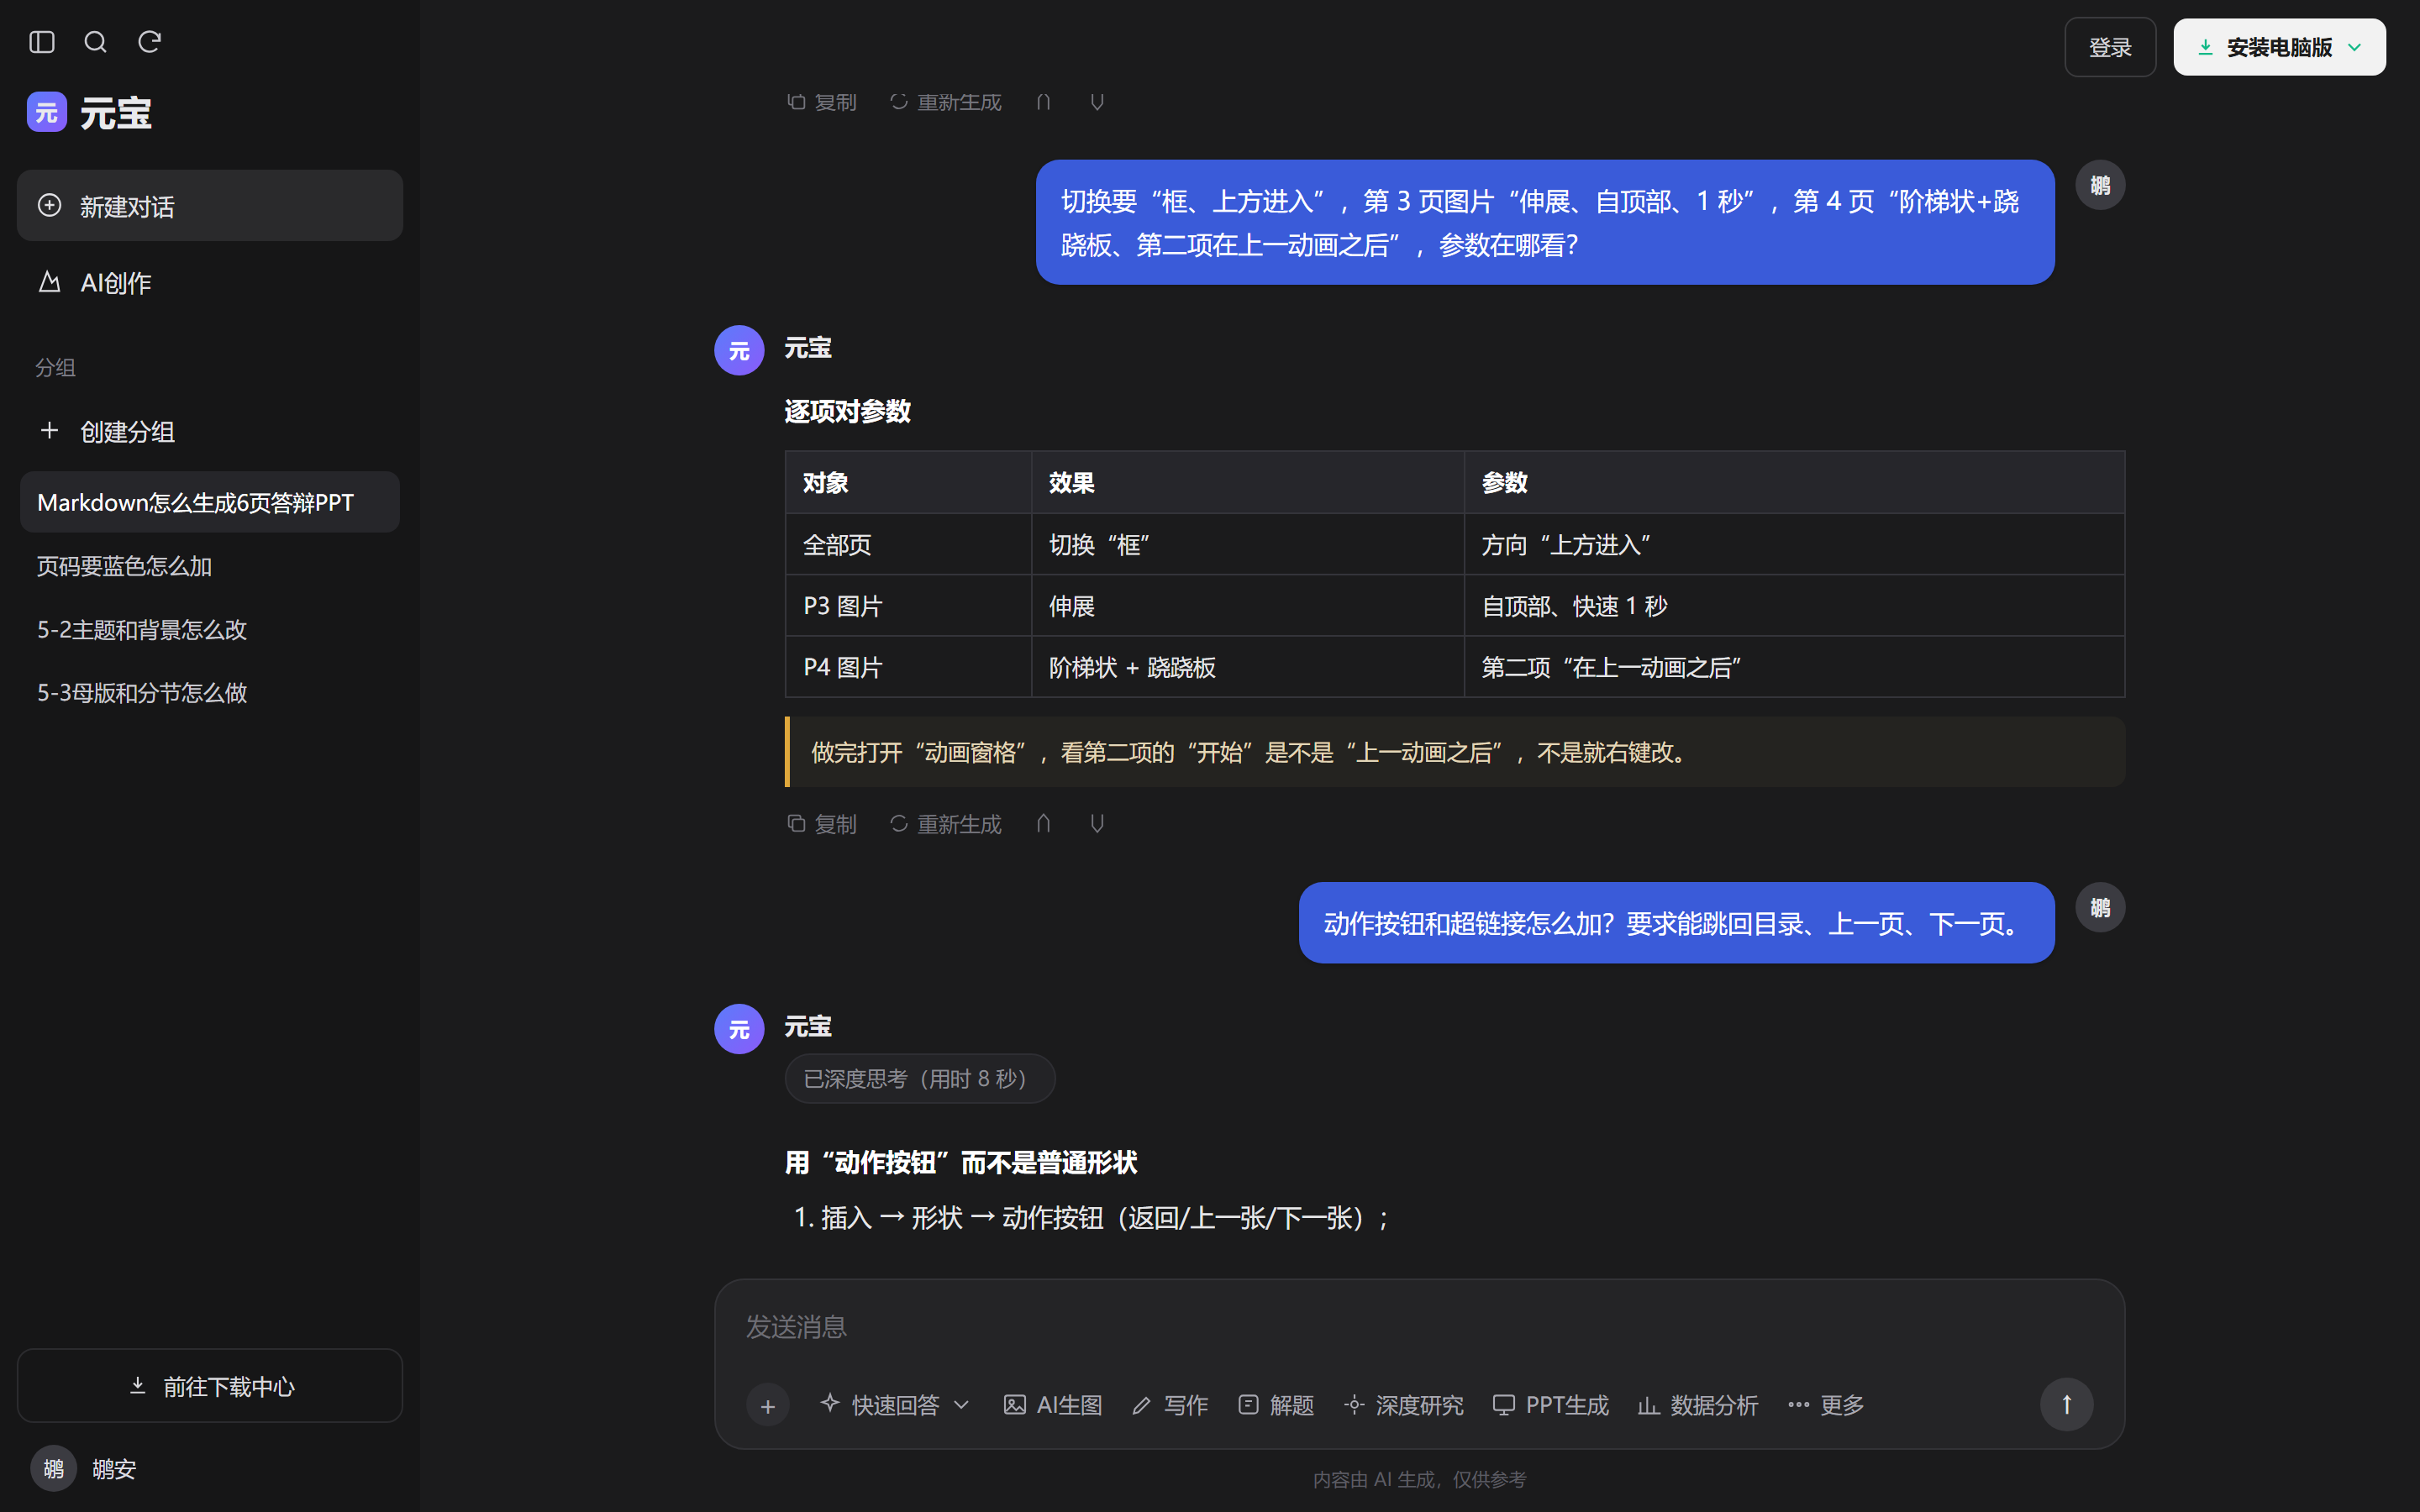 元 元宝
新建对话
AI创作
分组
创建分组
Markdown怎么生成6页答辩PPT
页码要蓝色怎么加
5-2主题和背景怎么改
5-3母版和分节怎么做
前往下载中心
鹕 鹕安
登录
安装电脑版
复制 重新生成
切换要“框、上方进入”，第 3 页图片“伸展、自顶部、1 秒”，第 4 页“阶梯状+跷
跷板、第二项在上一动画之后”，参数在哪看？
鹕
元 元宝
逐项对参数
对象 效果 参数
全部页 切换“框” 方向“上方进入”
P3 图片 伸展 自顶部、快速 1 秒
P4 图片 阶梯状 + 跷跷板 第二项“在上一动画之后”
做完打开“动画窗格”，看第二项的“开始”是不是“上一动画之后”，不是就右键改。
复制 重新生成
动作按钮和超链接怎么加？要求能跳回目录、上一页、下一页。
鹕
元 元宝
已深度思考（用时 8 秒）
用“动作按钮”而不是普通形状
1. 插入 → 形状 → 动作按钮（返回/上一张/下一张）；
发送消息
快速回答 AI生图 写作 解题 深度研究 PPT生成 数据分析 更多
内容由 AI 生成，仅供参考